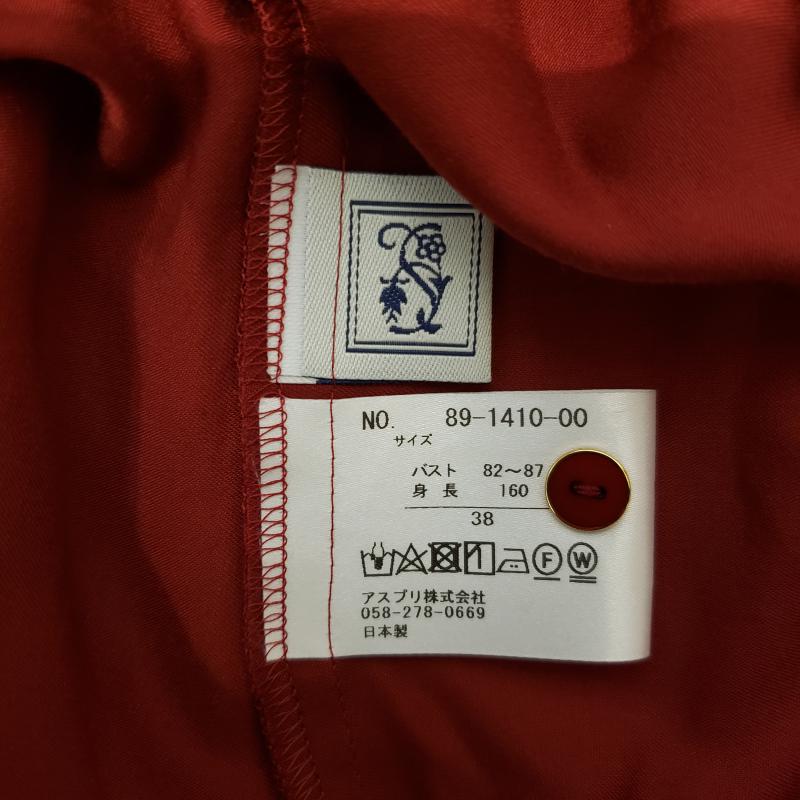 NO. 89-1410-00
サイズ
バスト 82～87
身長 160
38
F W
アスブリ株式会社
058-278-0669
日本製